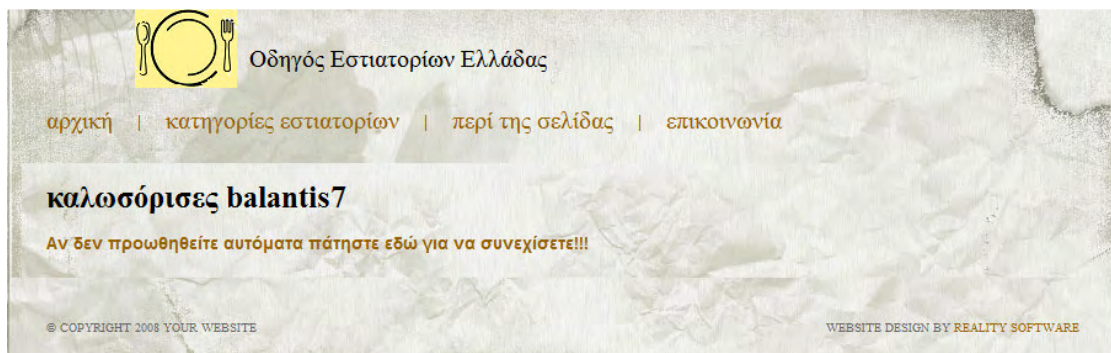 Οδηγός Εστιατορίων Ελλάδας
αρχική | κατηγορίες εστιατορίων | περί της σελίδας | επικοινωνία
καλωσόρισες balantis7
Αν δεν προωθηθείτε αυτόματα πάτηστε εδώ για να συνεχίσετε!!!
© COPYRIGHT 2008 YOUR WEBSITE WEBSITE DESIGN BY REALITY SOFTWARE